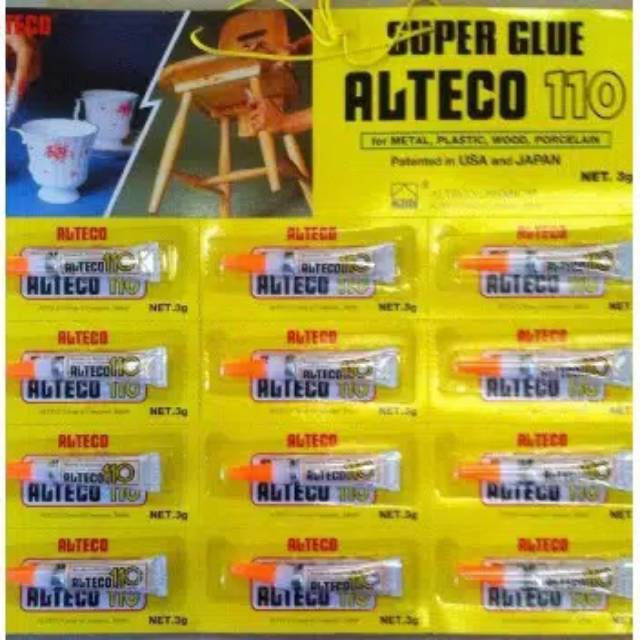 ALTECO
SUPER GLUE
ALTECO 110
for METAL, PLASTIC, WOOD, PORCELAIN
Patented in USA and JAPAN
NET. 3g
ALTECO ALTECO ALTECO
ALTECO 110 ALTECO 110 ALTECO 110
ALTECO 110 ALTECO 110 ALTECO 110
NET.3g NET.3g NET
ALTECO ALTECO ALTECO
ALTECO 110 ALTECO 110 ALTECO 110
ALTECO 110 ALTECO 110 ALTECO 110
NET.3g NET.3g NET
ALTECO ALTECO ALTECO
ALTECO 110 ALTECO 110 ALTECO 110
ALTECO 110 ALTECO 110 ALTECO 110
NET.3g NET.3g NET
ALTECO ALTECO ALTECO
ALTECO 110 ALTECO 110 ALTECO 110
ALTECO 110 ALTECO 110 ALTECO 110
NET.3g NET.3g NET